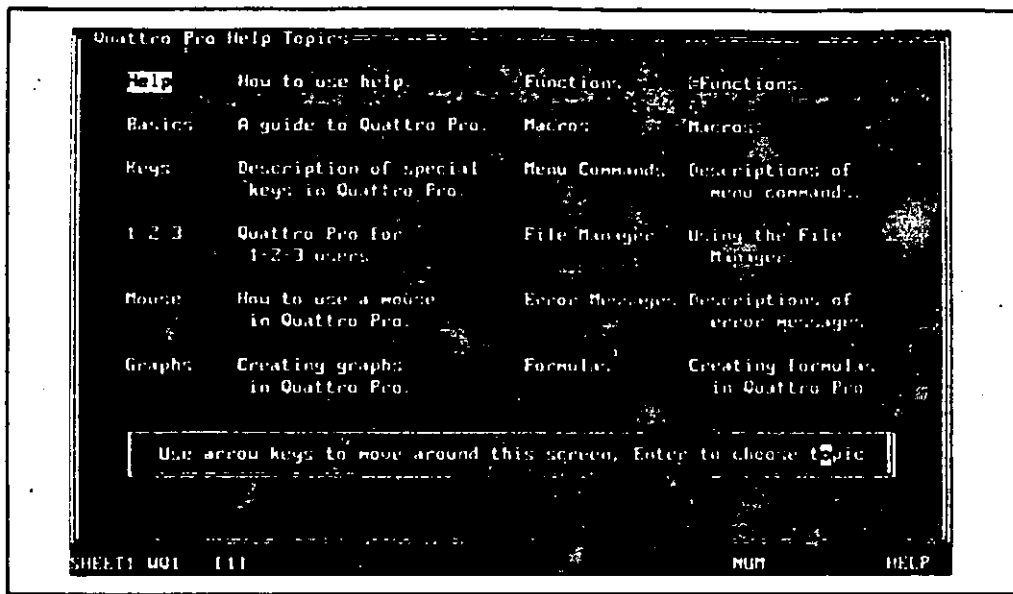 Quattro Pro Help Topics
Help How to use help. Functions =Functions.
Basics A guide to Quattro Pro. Macros Macros.
Keys Description of special Menu Commands Descriptions of
keys in Quattro Pro. menu commands.
1-2-3 Quattro Pro for File Manager Using the File
1-2-3 users Manager.
Mouse How to use a mouse Error Messages Descriptions of
in Quattro Pro. error messages
Graphs Creating graphs Formulas Creating formulas
in Quattro Pro. in Quattro Pro
Use arrow keys to move around this screen, Enter to choose topic
SHEET1 WQ1 [1] NUM HELP